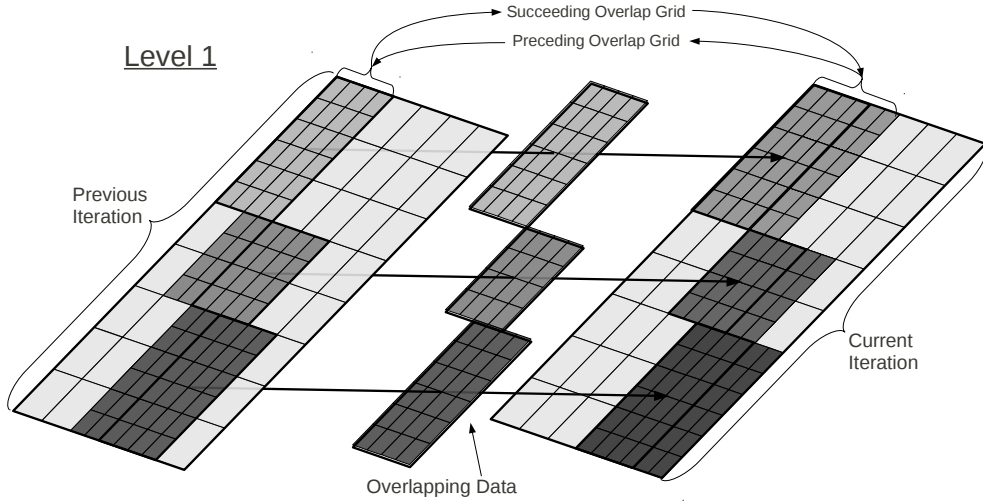 Succeeding Overlap Grid
Preceding Overlap Grid
Level 1
Previous
Iteration
Current
Iteration
Overlapping Data